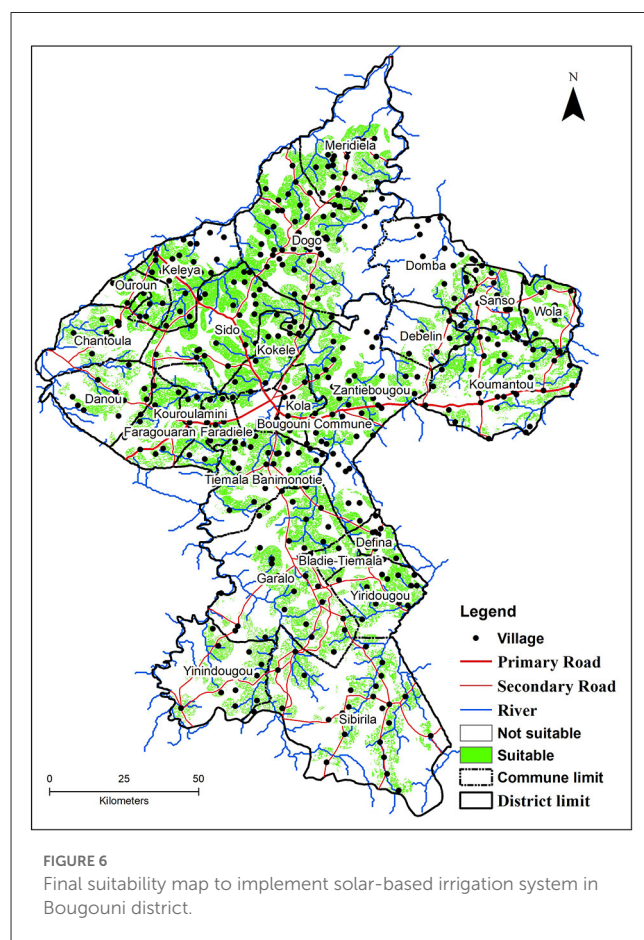 N
Meridiela
Dogo
Domba
Keleya
Ouroun
Sanso
Wola
Sido
Chantoula
Debelin
Kokele
Zantiebougou
Koumantou
Danou
Kouroulamini
Kola
Faragouaran Faradiele
Bougouni Commune
Tiemala Banimonotie
Defina
Bladie-Tiemala
Garalo
Yiridougou
Yinindougou
Sibirila
Legend
Village
Primary Road
Secondary Road
River
Not suitable
Suitable
Commune limit
District limit
0 25 50
Kilometers
FIGURE 6
Final suitability map to implement solar-based irrigation system in
Bougouni district.